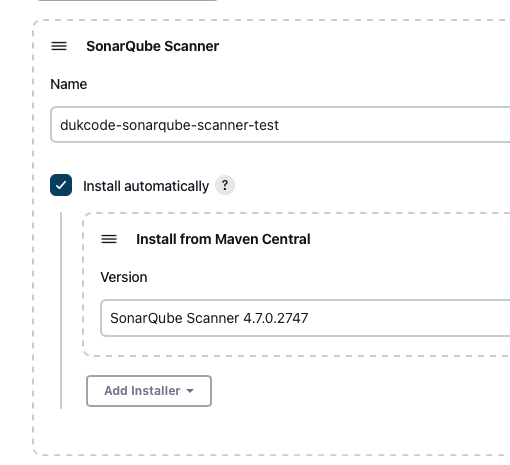 SonarQube Scanner
Name
dukcode-sonarqube-scanner-test
Install automatically ?
Install from Maven Central
Version
SonarQube Scanner 4.7.0.2747
Add Installer